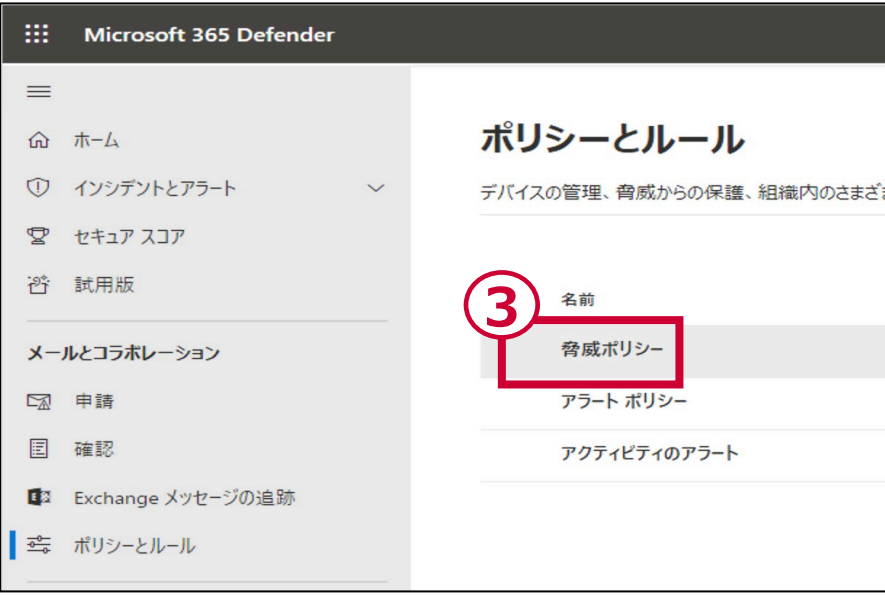 Microsoft 365 Defender
ホーム
インシデントとアラート
セキュア スコア
試用版
メールとコラボレーション
申請
確認
Exchange メッセージの追跡
ポリシーとルール
ポリシーとルール
デバイスの管理、脅威からの保護、組織内のさまざ
③
名前
脅威ポリシー
アラート ポリシー
アクティビティのアラート